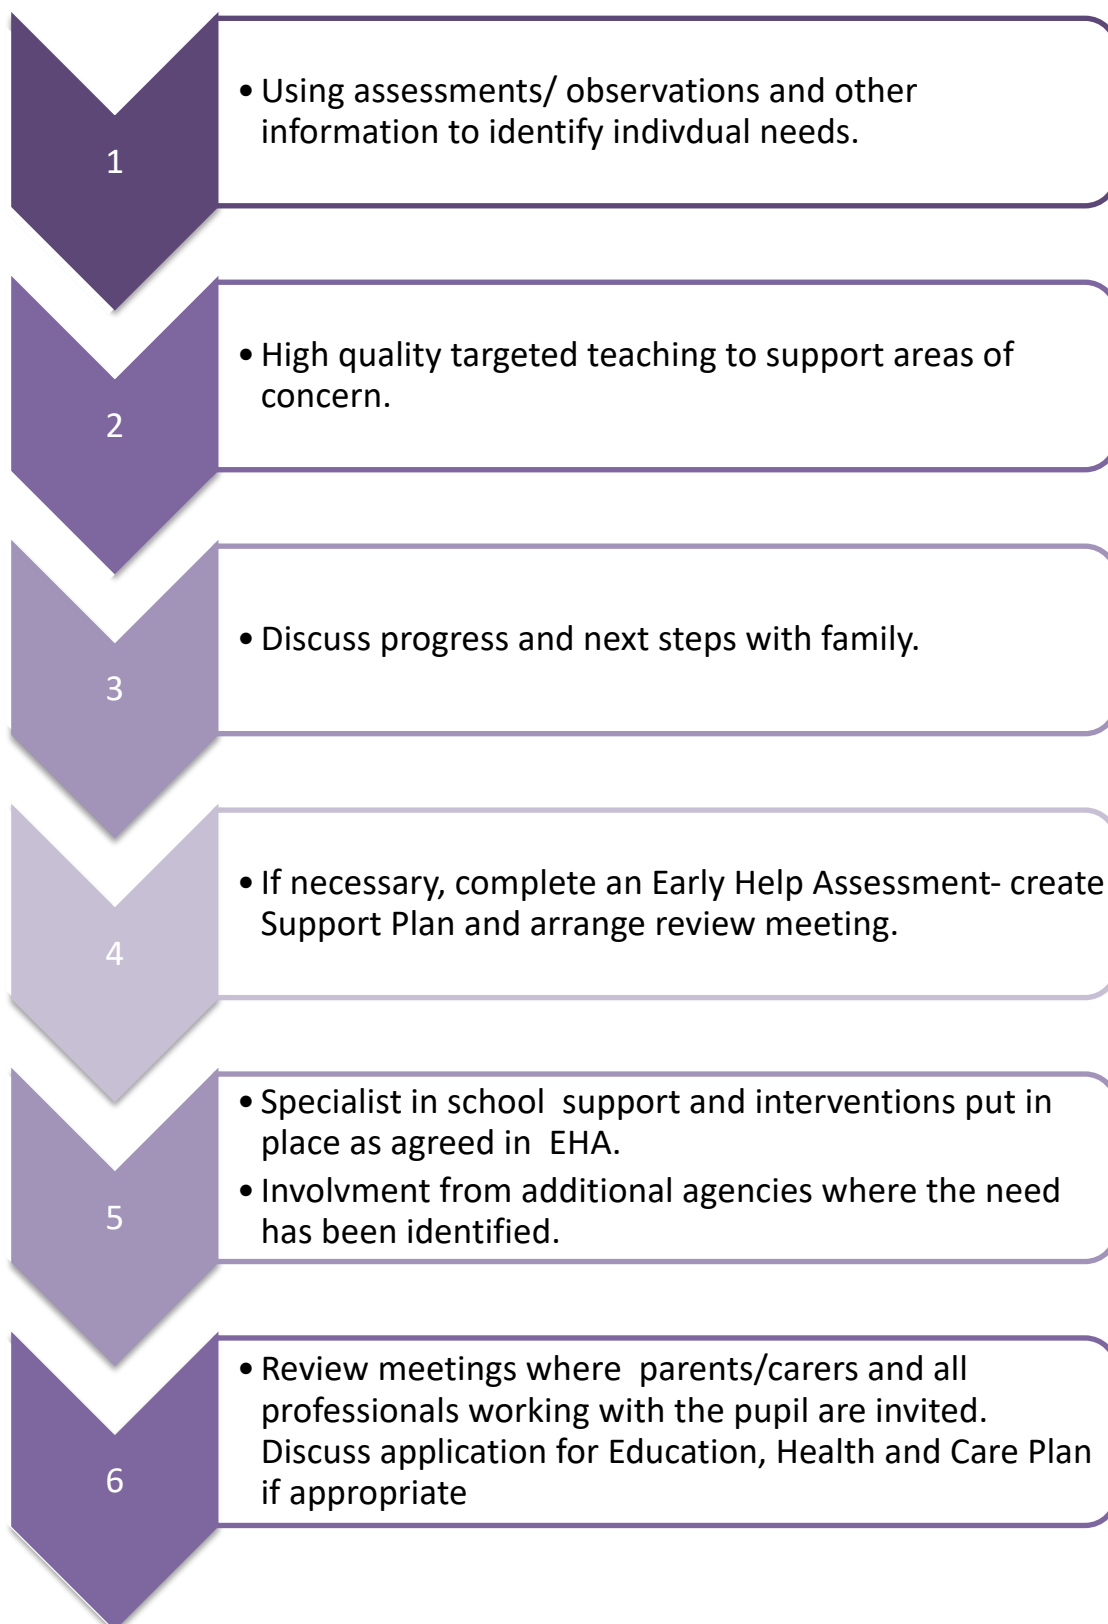 1
• Using assessments/ observations and other
information to identify indivdual needs.
2
• High quality targeted teaching to support areas of
concern.
3
• Discuss progress and next steps with family.
4
• If necessary, complete an Early Help Assessment- create
Support Plan and arrange review meeting.
5
• Specialist in school  support and interventions put in
place as agreed in  EHA.
• Involvment from additional agencies where the need
has been identified.
6
• Review meetings where  parents/carers and all
professionals working with the pupil are invited.
Discuss application for Education, Health and Care Plan
if appropriate